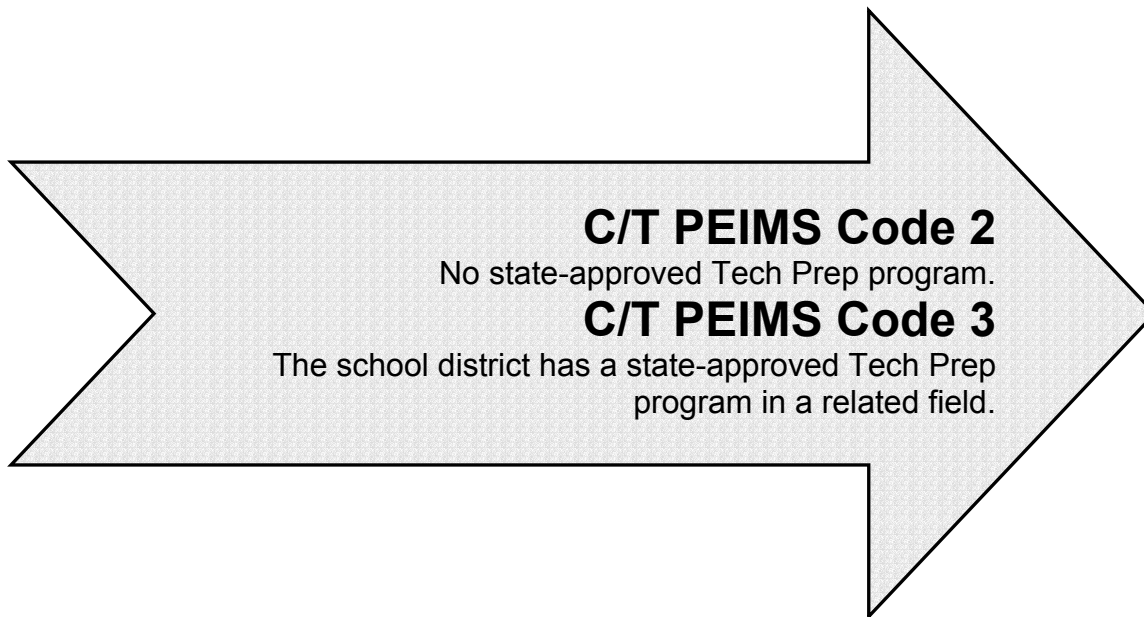 C/T PEIMS Code 2
No state-approved Tech Prep program.
C/T PEIMS Code 3
The school district has a state-approved Tech Prep
program in a related field.